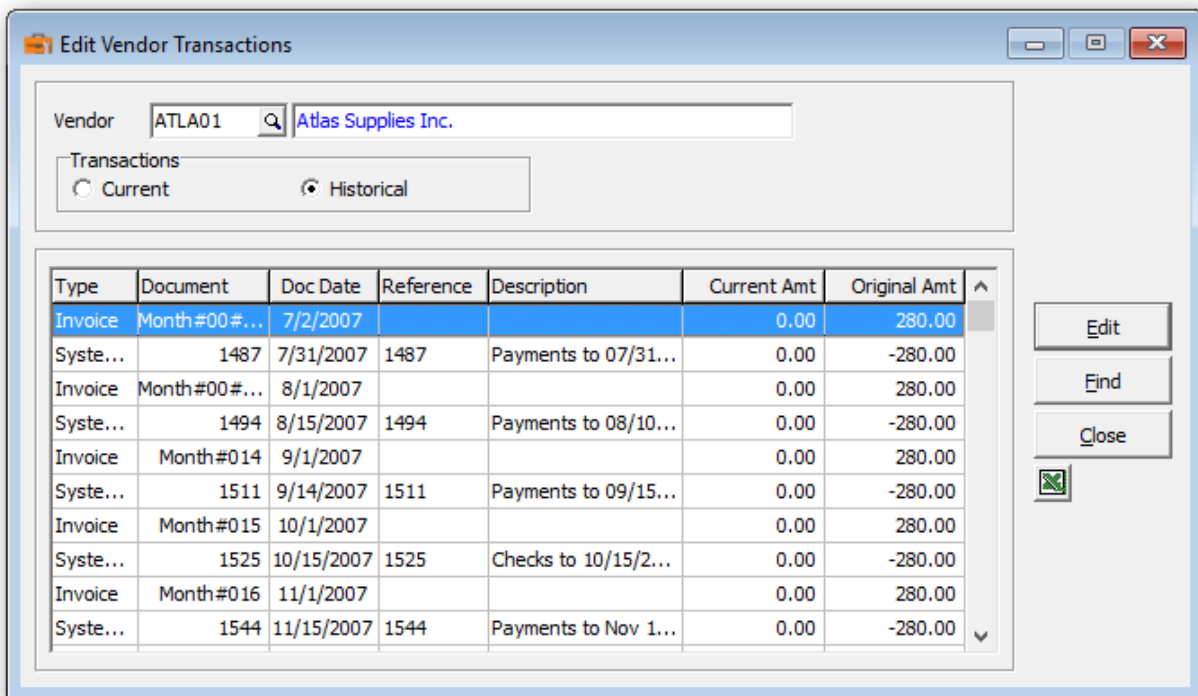 Edit Vendor Transactions
Vendor ATLA01 Atlas Supplies Inc.
Transactions
Current Historical
Type Document Doc Date Reference Description Current Amt Original Amt
Invoice Month#00#... 7/2/2007 0.00 280.00
Syste... 1487 7/31/2007 1487 Payments to 07/31... 0.00 -280.00
Invoice Month#00#... 8/1/2007 0.00 280.00
Syste... 1494 8/15/2007 1494 Payments to 08/10... 0.00 -280.00
Invoice Month#014 9/1/2007 0.00 280.00
Syste... 1511 9/14/2007 1511 Payments to 09/15... 0.00 -280.00
Invoice Month#015 10/1/2007 0.00 280.00
Syste... 1525 10/15/2007 1525 Checks to 10/15/2... 0.00 -280.00
Invoice Month#016 11/1/2007 0.00 280.00
Syste... 1544 11/15/2007 1544 Payments to Nov 1... 0.00 -280.00
Edit
Find
Close